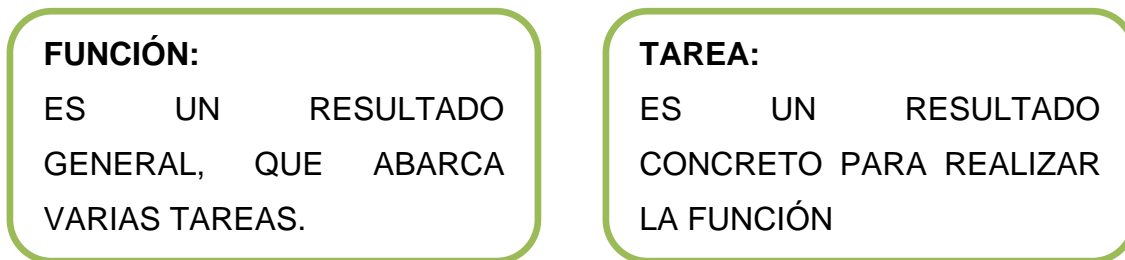 FUNCIÓN:
ES UN RESULTADO
GENERAL, QUE ABARCA
VARIAS TAREAS.
TAREA:
ES UN RESULTADO
CONCRETO PARA REALIZAR
LA FUNCIÓN